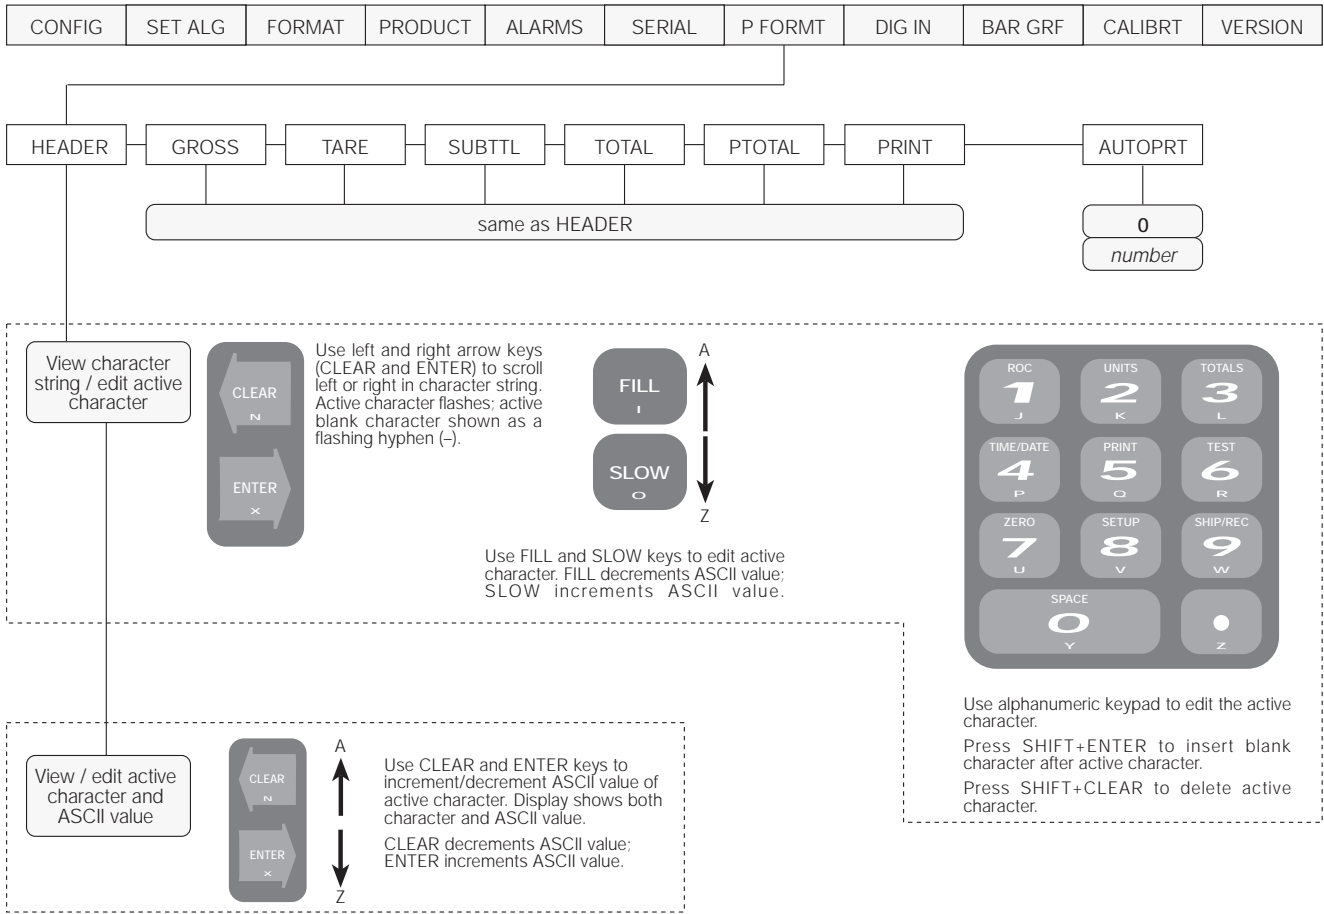 CONFIG SET ALG FORMAT PRODUCT ALARMS SERIAL P FORMT DIG IN BAR GRF CALIBRT VERSION
HEADER GROSS TARE SUBTTL TOTAL PTOTAL PRINT AUTOPRT
same as HEADER
0
number
View character
string / edit active
character
CLEAR
N
ENTER
X
Use left and right arrow keys
(CLEAR and ENTER) to scroll
left or right in character string.
Active character flashes; active
blank character shown as a
flashing hyphen (–).
FILL
I
SLOW
O
A
Z
Use FILL and SLOW keys to edit active
character. FILL decrements ASCII value;
SLOW increments ASCII value.
ROC UNITS TOTALS
1 2 3
J K L
TIME/DATE PRINT TEST
4 5 6
P Q R
ZERO SETUP SHIP/REC
7 8 9
U V W
SPACE
0 •
Y Z
Use alphanumeric keypad to edit the active
character.
Press SHIFT+ENTER to insert blank
character after active character.
Press SHIFT+CLEAR to delete active
character.
View / edit active
character and
ASCII value
CLEAR
N
ENTER
X
A
Z
Use CLEAR and ENTER keys to
increment/decrement ASCII value of
active character. Display shows both
character and ASCII value.
CLEAR decrements ASCII value;
ENTER increments ASCII value.